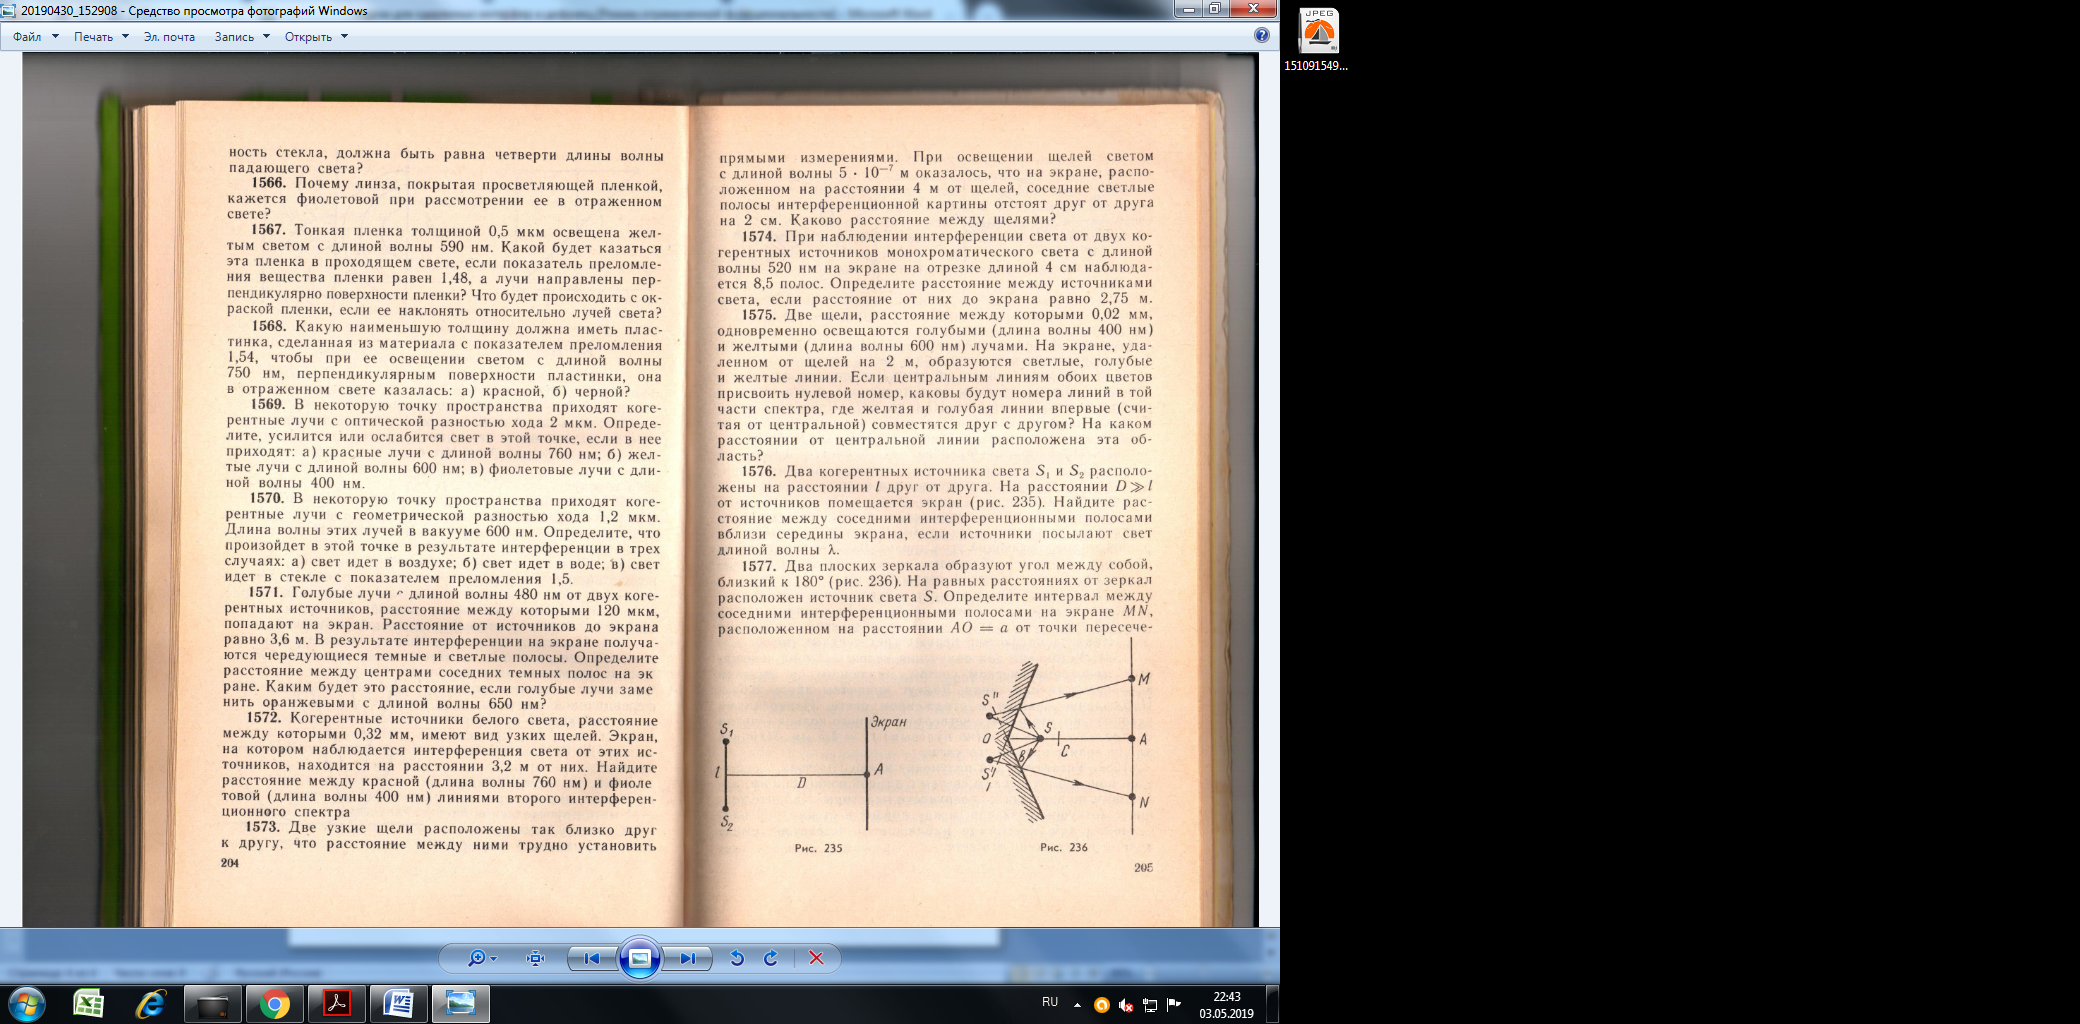 20190430_152908 - Средство просмотра фотографий Windows
Файл Печать Эл. почта Запись Открыть
151091549...
ность стекла, должна быть равна четверти длины волны
падающего света?
1566. Почему линза, покрытая просветляющей пленкой,
кажется фиолетовой при рассмотрении ее в отраженном
свете?
1567. Тонкая пленка толщиной 0,5 мкм освещена жел-
тым светом с длиной волны 590 нм. Какой будет казаться
эта пленка в проходящем свете, если показатель преломле-
ния вещества пленки равен 1,48, а лучи направлены пер-
пендикулярно поверхности пленки? Что будет происходить с ок-
раской пленки, если ее наклонять относительно лучей света?
1568. Какую наименьшую толщину должна иметь плас-
тинка, сделанная из материала с показателем преломления
1,54, чтобы при ее освещении светом с длиной волны
750 нм, перпендикулярным поверхности пластинки, она
в отраженном свете казалась: а) красной, б) черной?
1569. В некоторую точку пространства приходят коге-
рентные лучи с оптической разностью хода 2 мкм. Опреде-
лите, усилится или ослабится свет в этой точке, если в нее
приходят: а) красные лучи с длиной волны 760 нм; б) жел-
тые лучи с длиной волны 600 нм; в) фиолетовые лучи с дли-
ной волны 400 нм.
1570. В некоторую точку пространства приходят коге-
рентные лучи с геометрической разностью хода 1,2 мкм.
Длина волны этих лучей в вакууме 600 нм. Определите, что
произойдет в этой точке в результате интерференции в трех
случаях: а) свет идет в воздухе; б) свет идет в воде; в) свет
идет в стекле с показателем преломления 1,5.
1571. Голубые лучи с длиной волны 480 нм от двух коге-
рентных источников, расстояние между которыми 120 мкм,
попадают на экран. Расстояние от источников до экрана
равно 3,6 м. В результате интерференции на экране получа-
ются чередующиеся темные и светлые полосы. Определите
расстояние между центрами соседних темных полос на эк
ране. Каким будет это расстояние, если голубые лучи заме
нить оранжевыми с длиной волны 650 нм?
1572. Когерентные источники белого света, расстояние
между которыми 0,32 мм, имеют вид узких щелей. Экран,
на котором наблюдается интерференция света от этих ис-
точников, находится на расстоянии 3,2 м от них. Найдите
расстояние между красной (длина волны 760 нм) и фиоле
товой (длина волны 400 нм) линиями второго интерферен-
ционного спектра
1573. Две узкие щели расположены так близко друг
к другу, что расстояние между ними трудно установить
204
прямыми измерениями. При освещении щелей светом
с длиной волны 5 · 10⁻⁷ м оказалось, что на экране, распо-
ложенном на расстоянии 4 м от щелей, соседние светлые
полосы интерференционной картины отстоят друг от друга
на 2 см. Каково расстояние между щелями?
1574. При наблюдении интерференции света от двух ко-
герентных источников монохроматического света с длиной
волны 520 нм на экране на отрезке длиной 4 см наблюда-
ется 8,5 полос. Определите расстояние между источниками
света, если расстояние от них до экрана равно 2,75 м.
1575. Две щели, расстояние между которыми 0,02 мм,
одновременно освещаются голубыми (длина волны 400 нм)
и желтыми (длина волны 600 нм) лучами. На экране, уда-
ленном от щелей на 2 м, образуются светлые, голубые
и желтые линии. Если центральным линиям обоих цветов
присвоить нулевой номер, каковы будут номера линий в той
части спектра, где желтая и голубая линии впервые (счи-
тая от центральной) совместятся друг с другом? На каком
расстоянии от центральной линии расположена эта об-
ласть?
1576. Два когерентных источника света S₁ и S₂ располо-
жены на расстоянии l друг от друга. На расстоянии D ≫ l
от источников помещается экран (рис. 235). Найдите рас-
стояние между соседними интерференционными полосами
вблизи середины экрана, если источники посылают свет
длиной волны λ.
1577. Два плоских зеркала образуют угол между собой,
близкий к 180° (рис. 236). На равных расстояниях от зеркал
расположен источник света S. Определите интервал между
соседними интерференционными полосами на экране MN,
расположенном на расстоянии AO = a от точки пересече-
S₁
Экран
l
D
A
S₂
Рис. 235
S''
M
S
O
C
A
B
S'
N
Рис. 236
205
RU
22:43
03.05.2019